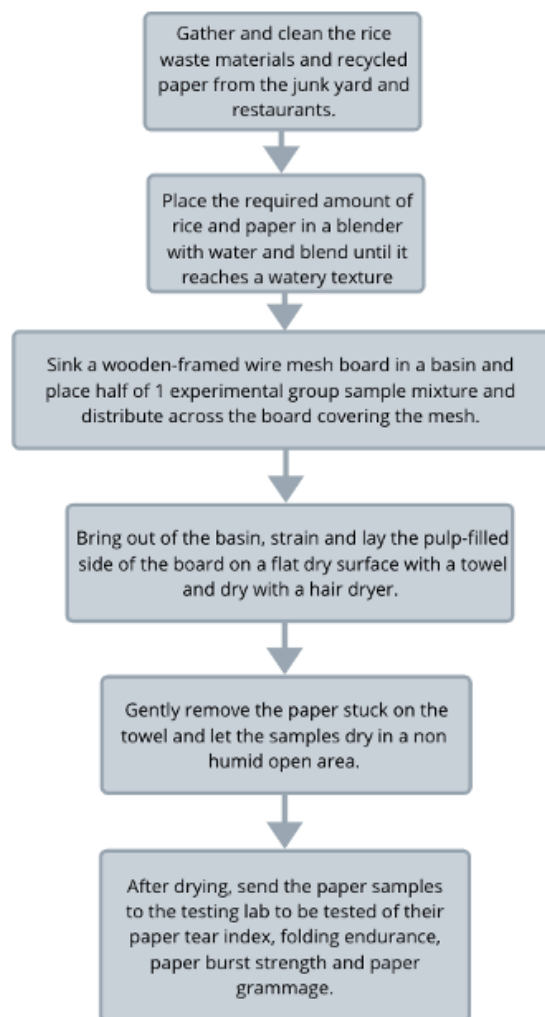 Gather and clean the rice
waste materials and recycled
paper from the junk yard and
restaurants.
Place the required amount of
rice and paper in a blender
with water and blend until it
reaches a watery texture
Sink a wooden-framed wire mesh board in a basin and
place half of 1 experimental group sample mixture and
distribute across the board covering the mesh.
Bring out of the basin, strain and lay the pulp-filled
side of the board on a flat dry surface with a towel
and dry with a hair dryer.
Gently remove the paper stuck on the
towel and let the samples dry in a non
humid open area.
After drying, send the paper samples
to the testing lab to be tested of their
paper tear index, folding endurance,
paper burst strength and paper
grammage.